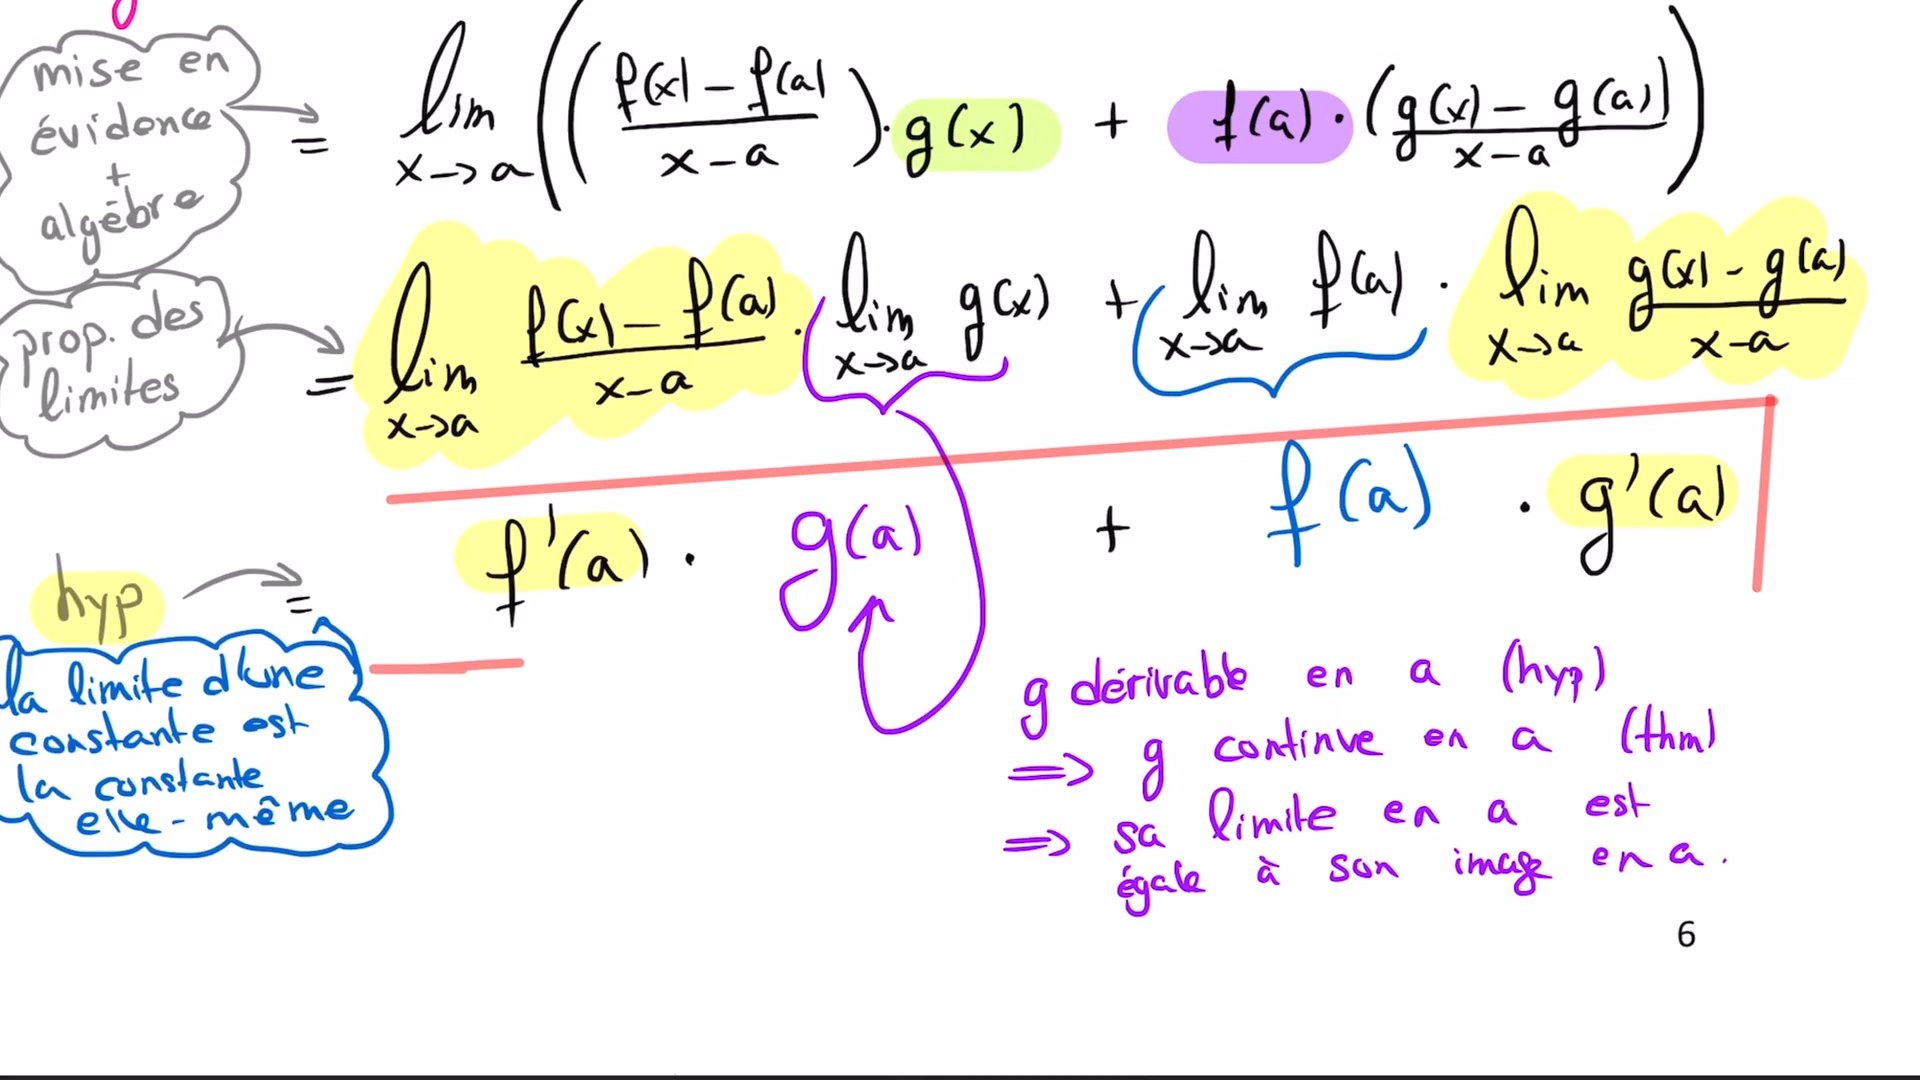 mise en
évidence
+
algèbre
= lim x→a ((f(x) – f(a) / x – a) · g(x) + f(a) · (g(x) – g(a) / x – a))
prop. des
limites
= lim x→a f(x) – f(a) / x – a · lim x→a g(x) + lim x→a f(a) · lim x→a g(x) – g(a) / x – a
hyp
= f'(a) · g(a) + f(a) · g'(a)
la limite d'une
constante est
la constante
elle-même
g dérivable en a (hyp)
⇒ g continue en a (thm)
⇒ sa limite en a est
égale à son image en a.
6